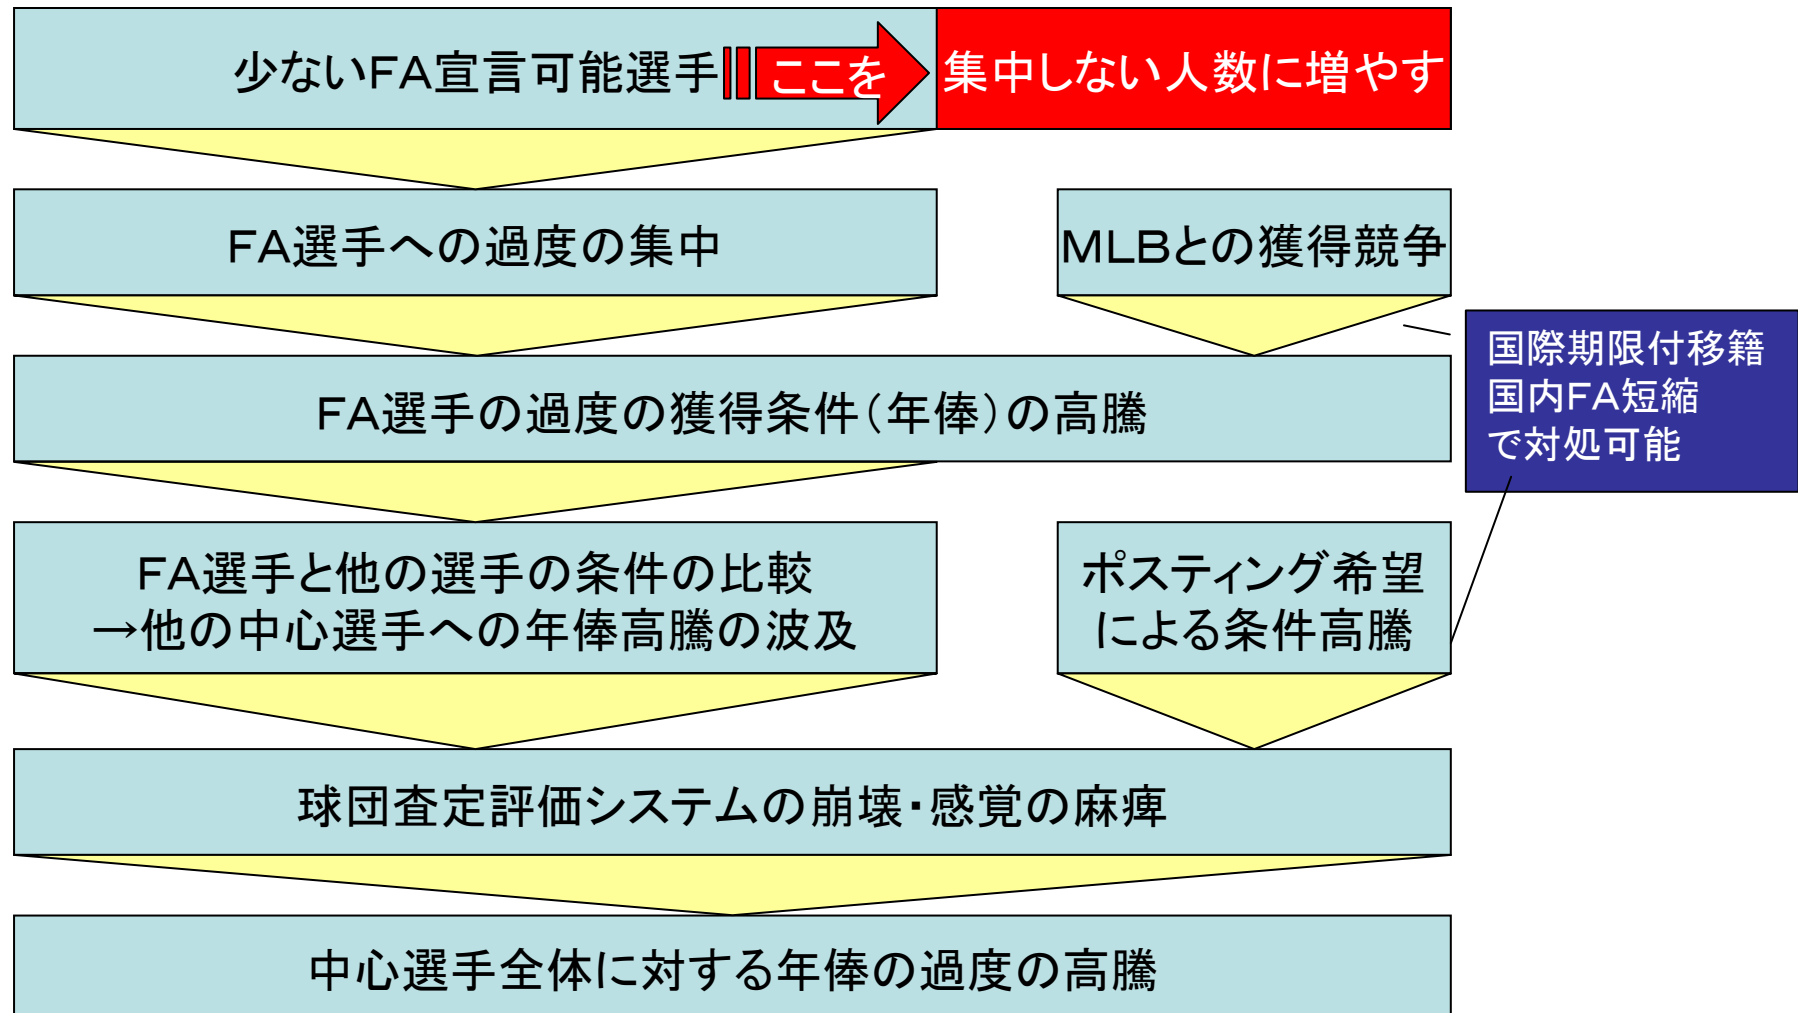 少ないFA宣言可能選手
ここを
集中しない人数に増やす
FA選手への過度の集中
MLBとの獲得競争
国際期限付移籍
国内FA短縮
で対処可能
FA選手の過度の獲得条件（年俸）の高騰
FA選手と他の選手の条件の比較
→他の中心選手への年俸高騰の波及
ポスティング希望
による条件高騰
球団査定評価システムの崩壊・感覚の麻痺
中心選手全体に対する年俸の過度の高騰